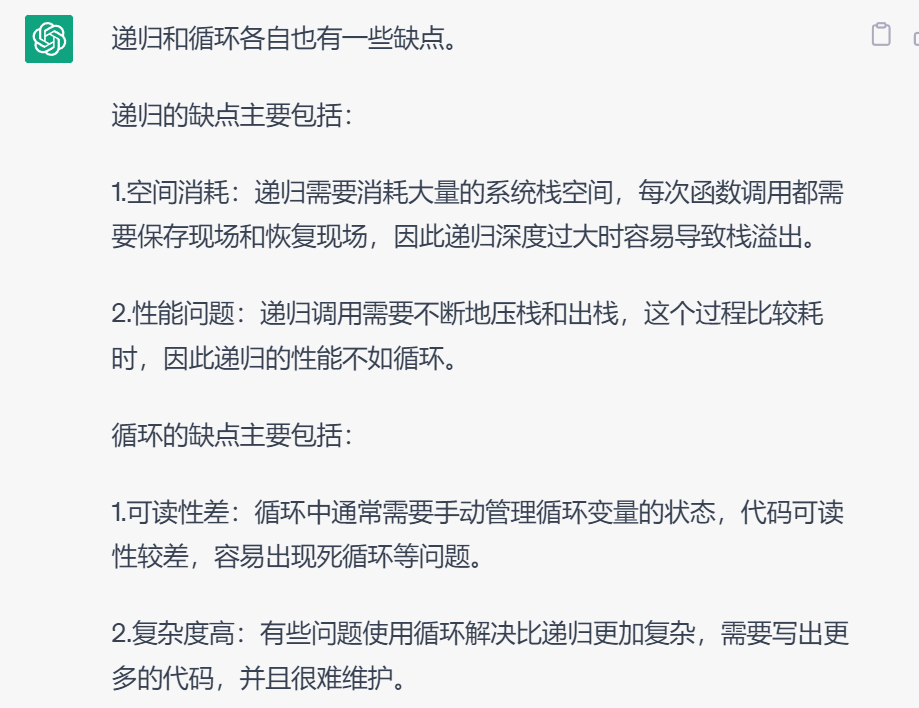 递归和循环各自也有一些缺点。
递归的缺点主要包括：
1.空间消耗：递归需要消耗大量的系统栈空间，每次函数调用都需
要保存现场和恢复现场，因此递归深度过大时容易导致栈溢出。
2.性能问题：递归调用需要不断地压栈和出栈，这个过程比较耗
时，因此递归的性能不如循环。
循环的缺点主要包括：
1.可读性差：循环中通常需要手动管理循环变量的状态，代码可读
性较差，容易出现死循环等问题。
2.复杂度高：有些问题使用循环解决比递归更加复杂，需要写出更
多的代码，并且很难维护。